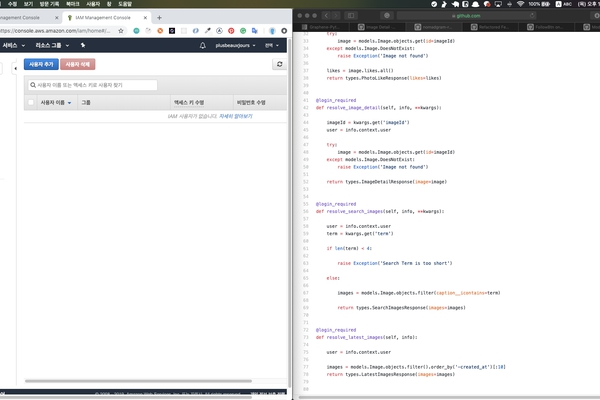 수정 보기 방문 기록 북마크 사용자 창 도움말
100%
ABC
nagement Console
IAM Management Console
https://console.aws.amazon.com/iam/home#/
github.com
서비스
리소스 그룹
plusbeauxjours
전역
사용자 추가
사용자 삭제
사용자 이름 또는 액세스 키로 사용자 찾기
사용자 이름
그룹
액세스 키 수명
비밀번호 수명
IAM 사용자가 없습니다. 자세히 알아보기
try:
image = models.Image.objects.get(id=imageId)
except models.Image.DoesNotExist:
raise Exception('Image not found')
likes = image.likes.all()
return types.PhotoLikeResponse(likes=likes)
@login_required
def resolve_image_detail(self, info, **kwargs):
imageId = kwargs.get('imageId')
user = info.context.user
try:
image = models.Image.objects.get(id=imageId)
except models.Image.DoesNotExist:
raise Exception('Image not found')
return types.ImageDetailResponse(image=image)
@login_required
def resolve_search_images(self, info, **kwargs):
user = info.context.user
term = kwargs.get('term')
if len(term) < 4:
raise Exception('Search Term is too short')
else:
images = models.Image.objects.filter(caption__icontains=term)
return types.SearchImagesResponse(images=images)
@login_required
def resolve_latest_images(self, info):
user = info.context.user
images = models.Image.objects.filter().order_by('-created_at')[:10]
return types.LatestImagesResponse(images=images)